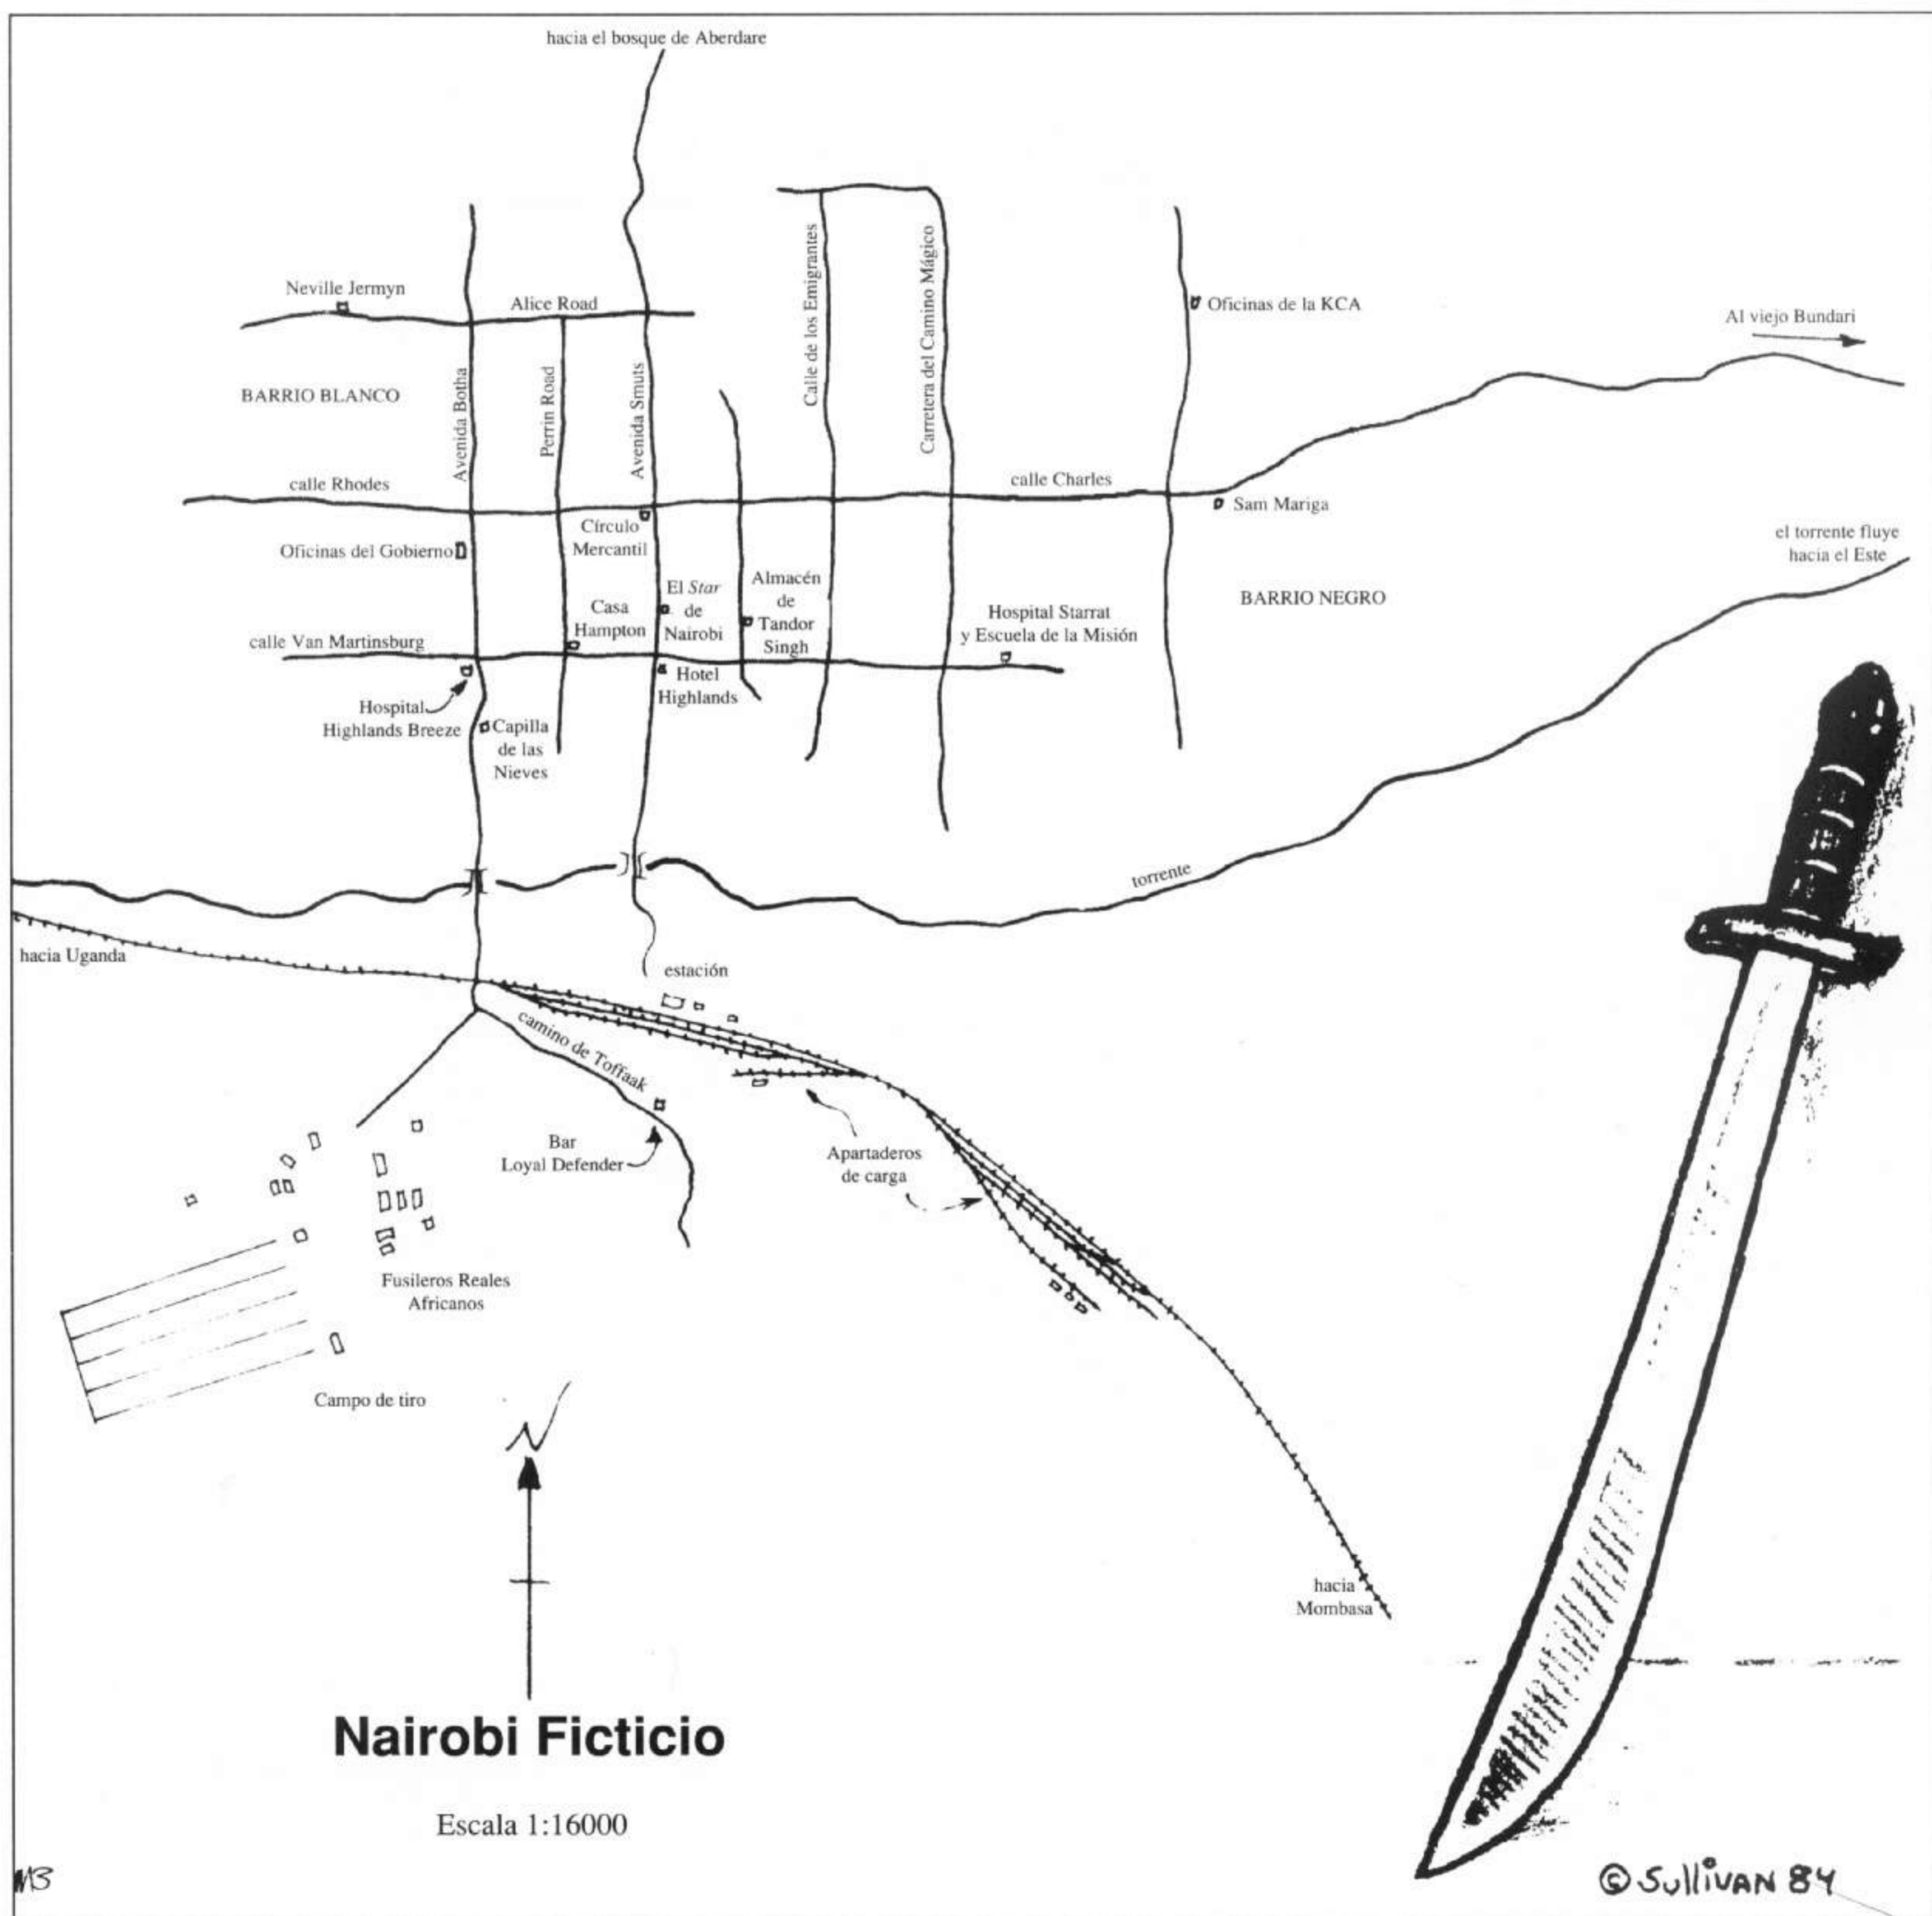 hacia el bosque de Aberdare
Neville Jermyn
Alice Road
Calle de los Emigrantes
Carretera del Camino Mágico
Oficinas de la KCA
Al viejo Bundari
BARRIO BLANCO
Avenida Botha
Perrin Road
Avenida Smuts
calle Rhodes
calle Charles
Sam Mariga
Círculo
Mercantil
Oficinas del Gobierno
el torrente fluye
hacia el Este
El Star
de
Nairobi
Almacén
de
Tandor
Singh
Casa
Hampton
BARRIO NEGRO
Hospital Starrat
y Escuela de la Misión
calle Van Martinsburg
Hotel
Highlands
Hospital
Highlands Breeze
Capilla
de las
Nieves
torrente
hacia Uganda
estación
camino de Toffaak
Bar
Loyal Defender
Apartaderos
de carga
Fusileros Reales
Africanos
Campo de tiro
N
hacia
Mombasa
Nairobi Ficticio
Escala 1:16000
M3
© SULLIVAN 84